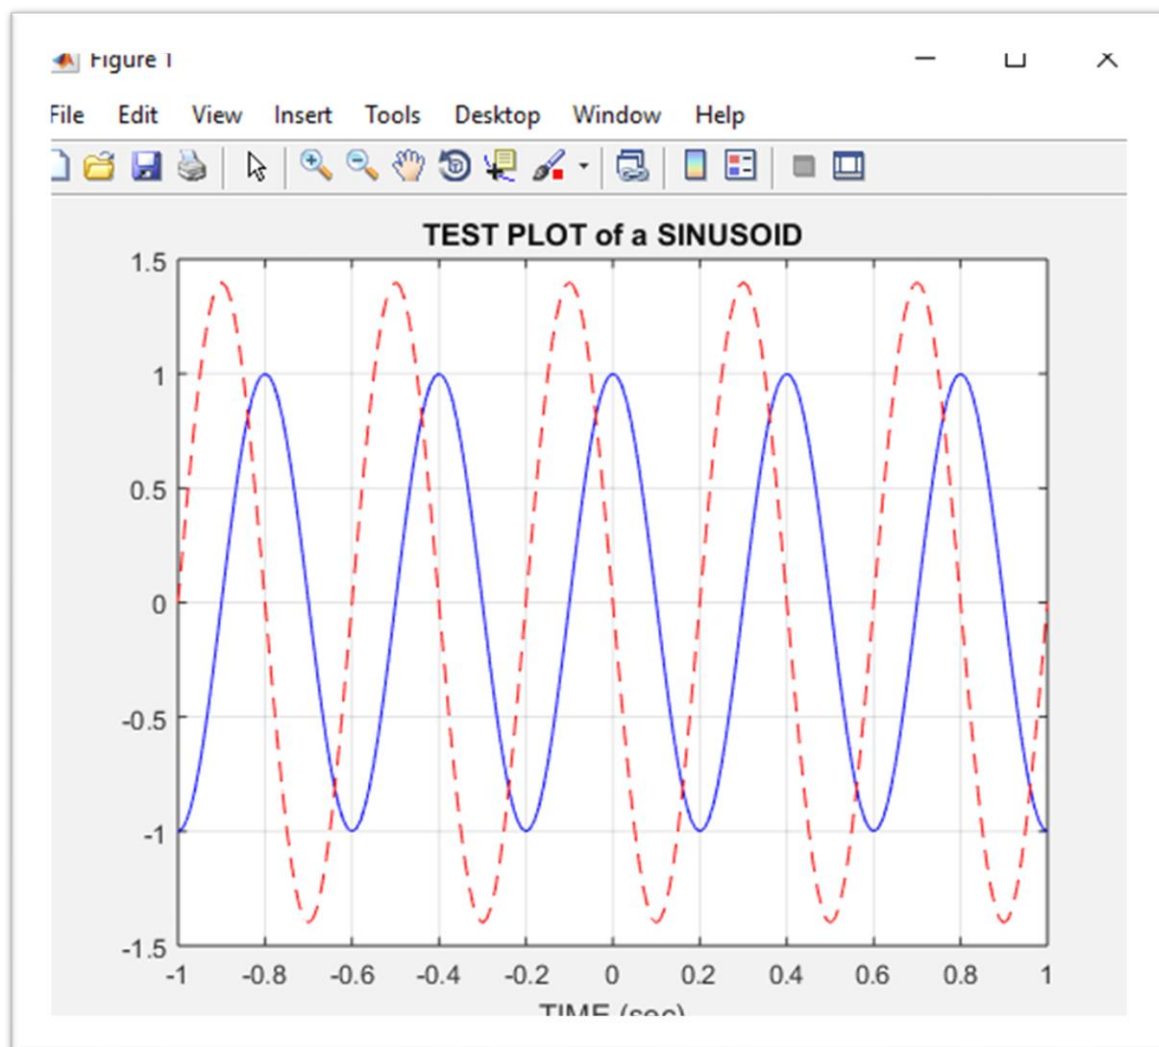 Figure 1
File Edit View Insert Tools Desktop Window Help
TEST PLOT of a SINUSOID
1.5
1
0.5
0
-0.5
-1
-1.5
-1 -0.8 -0.6 -0.4 -0.2 0 0.2 0.4 0.6 0.8 1
TIME (sec)